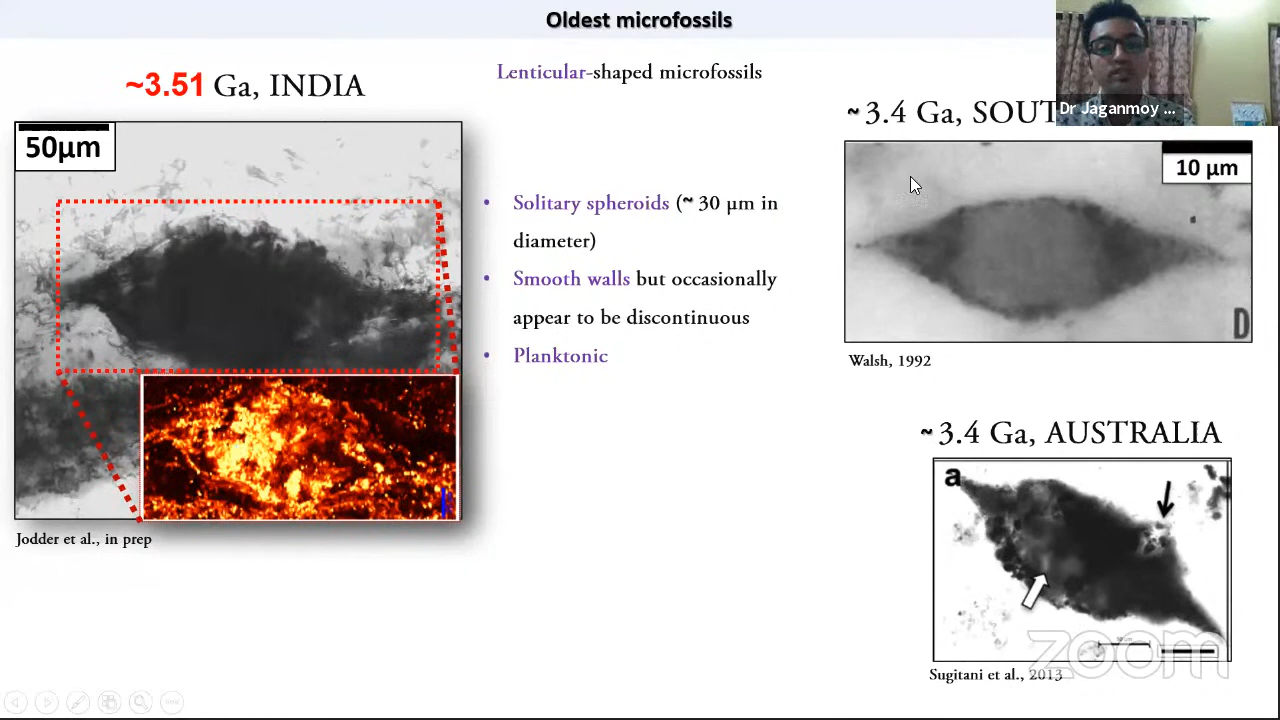 Oldest microfossils
~3.51 Ga, INDIA
50µm
Jodder et al., in prep
Lenticular-shaped microfossils
• Solitary spheroids (~ 30 µm in
diameter)
• Smooth walls but occasionally
appear to be discontinuous
• Planktonic
Dr Jaganmoy ...
~3.4 Ga, SOUT
10 µm
D
Walsh, 1992
~3.4 Ga, AUSTRALIA
a
zoom
Sugitani et al., 2013